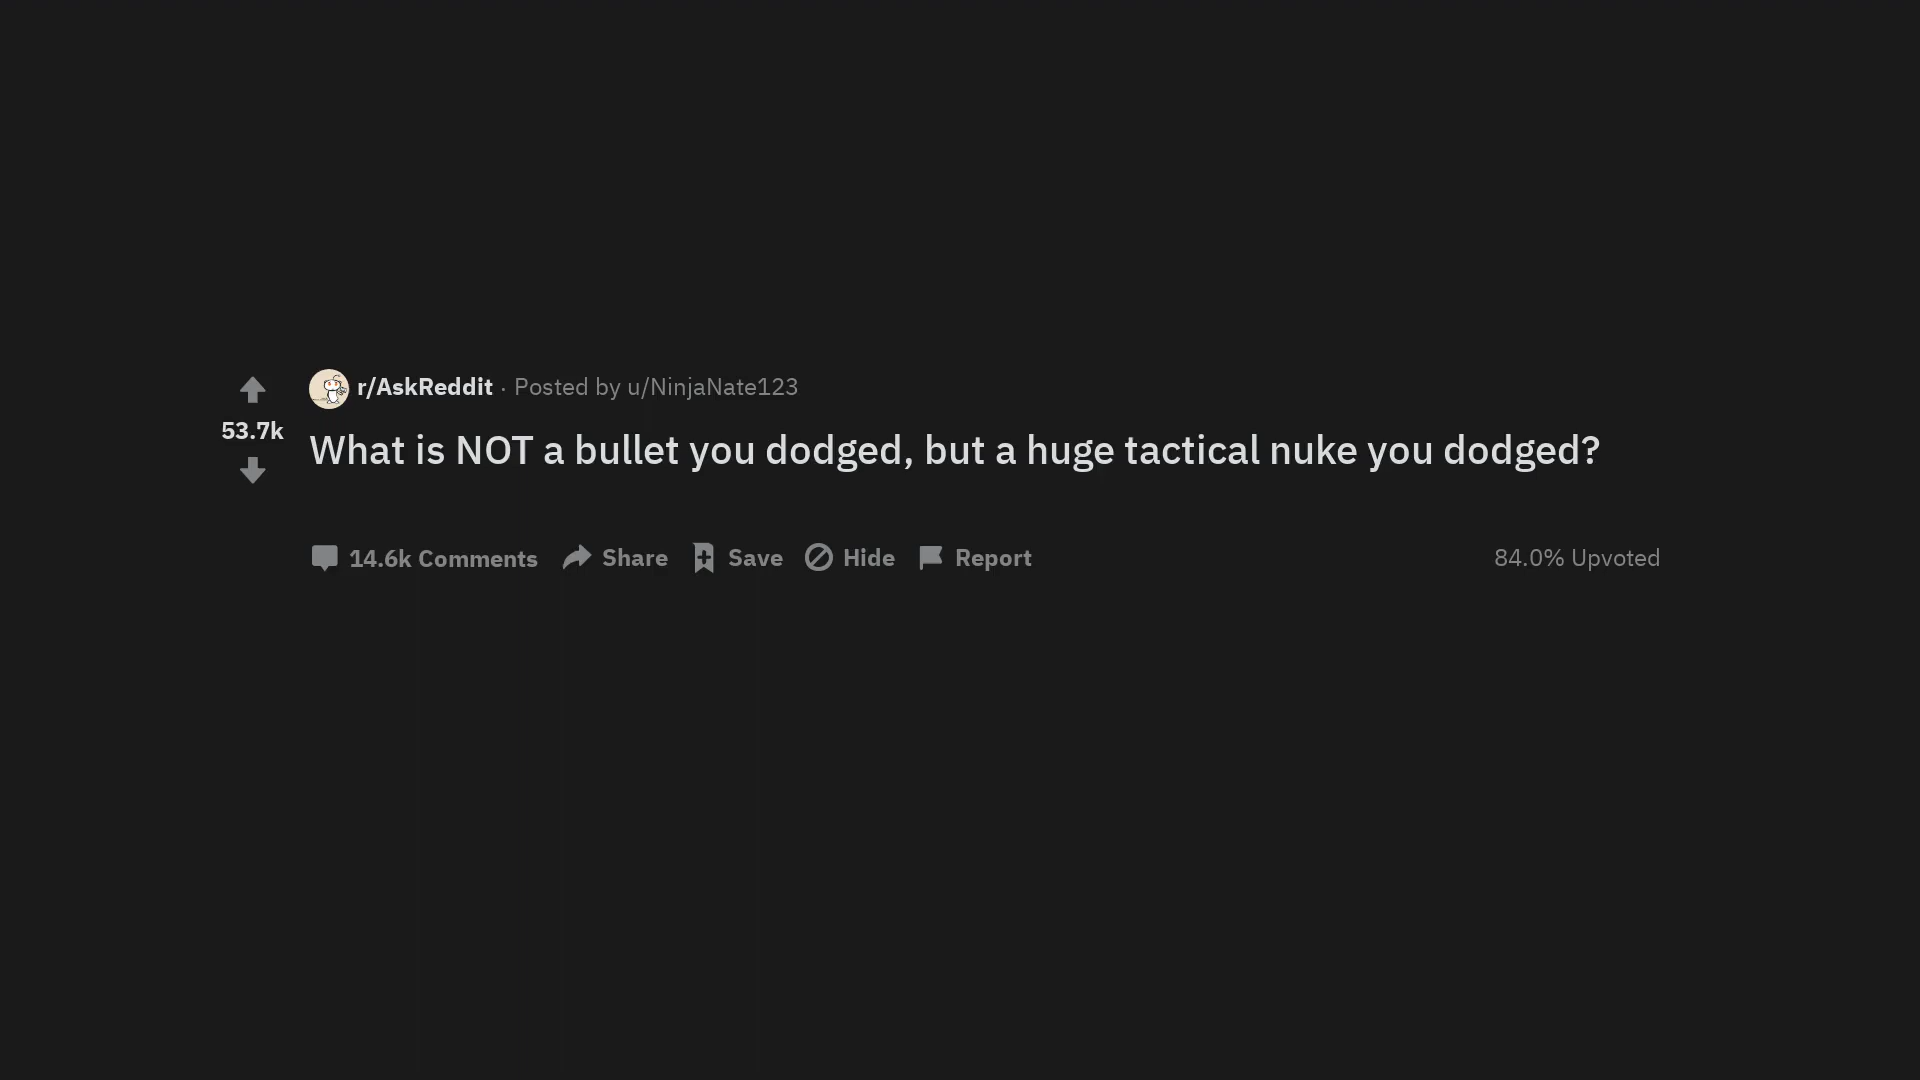 r/AskReddit · Posted by u/NinjaNate123
53.7k
What is NOT a bullet you dodged, but a huge tactical nuke you dodged?
14.6k Comments Share Save Hide Report 84.0% Upvoted